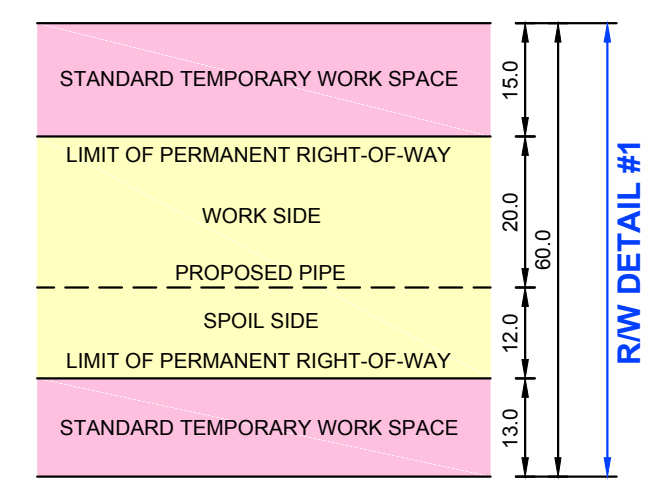 STANDARD TEMPORARY WORK SPACE
LIMIT OF PERMANENT RIGHT-OF-WAY
WORK SIDE
PROPOSED PIPE
SPOIL SIDE
LIMIT OF PERMANENT RIGHT-OF-WAY
STANDARD TEMPORARY WORK SPACE
15.0
20.0
12.0
13.0
60.0
R/W DETAIL #1